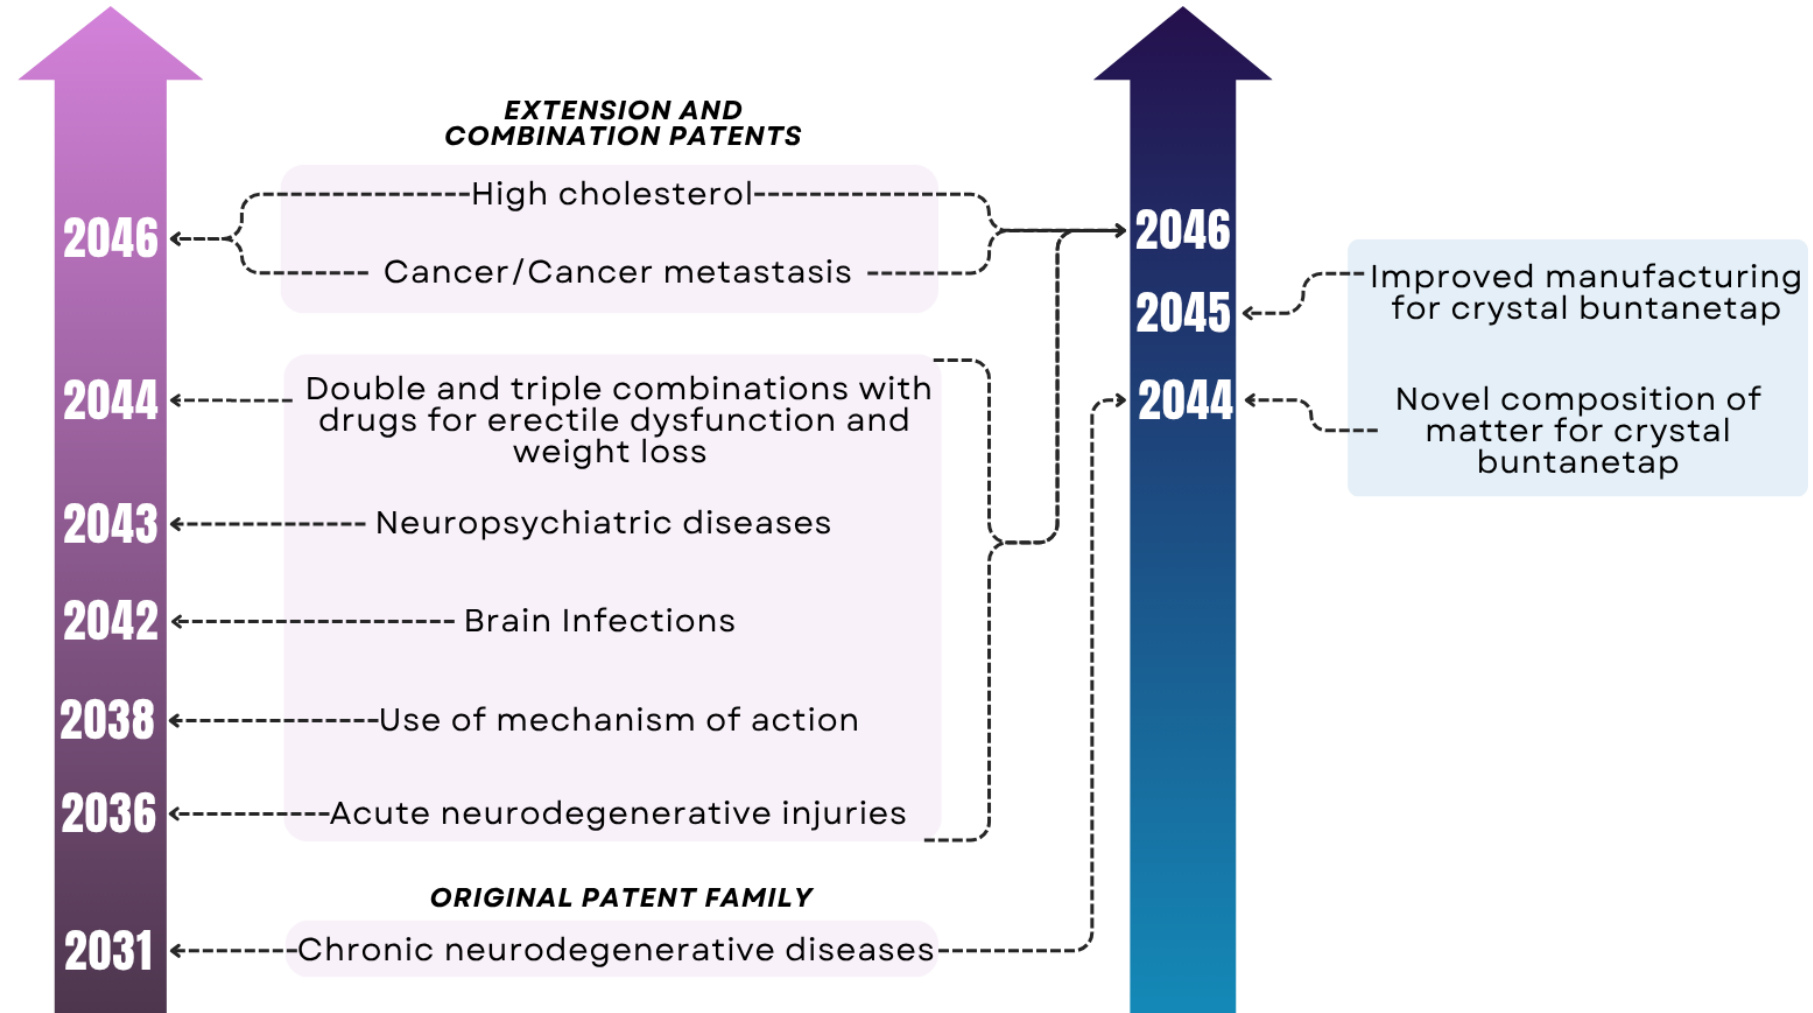 EXTENSION AND
COMBINATION PATENTS
High cholesterol
2046
Cancer/Cancer metastasis
2044
Double and triple combinations with
drugs for erectile dysfunction and
weight loss
2043
Neuropsychiatric diseases
2042
Brain Infections
2038
Use of mechanism of action
2036
Acute neurodegenerative injuries
ORIGINAL PATENT FAMILY
2031
Chronic neurodegenerative diseases
2046
2045
Improved manufacturing
for crystal buntanetap
2044
Novel composition of
matter for crystal
buntanetap